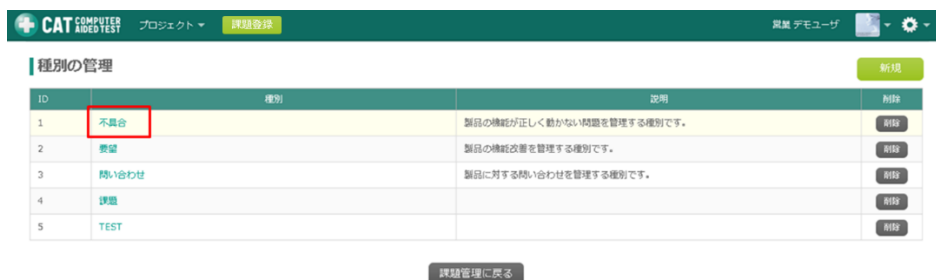 CAT COMPUTER AIDED TEST プロジェクト 課題登録 営業 デモユーザ
種別の管理 新規
ID 種別 説明 削除
1 不具合 製品の機能が正しく動かない問題を管理する種別です。 削除
2 要望 製品の機能改善を管理する種別です。 削除
3 問い合わせ 製品に対する問い合わせを管理する種別です。 削除
4 課題 削除
5 TEST 削除
課題管理に戻る